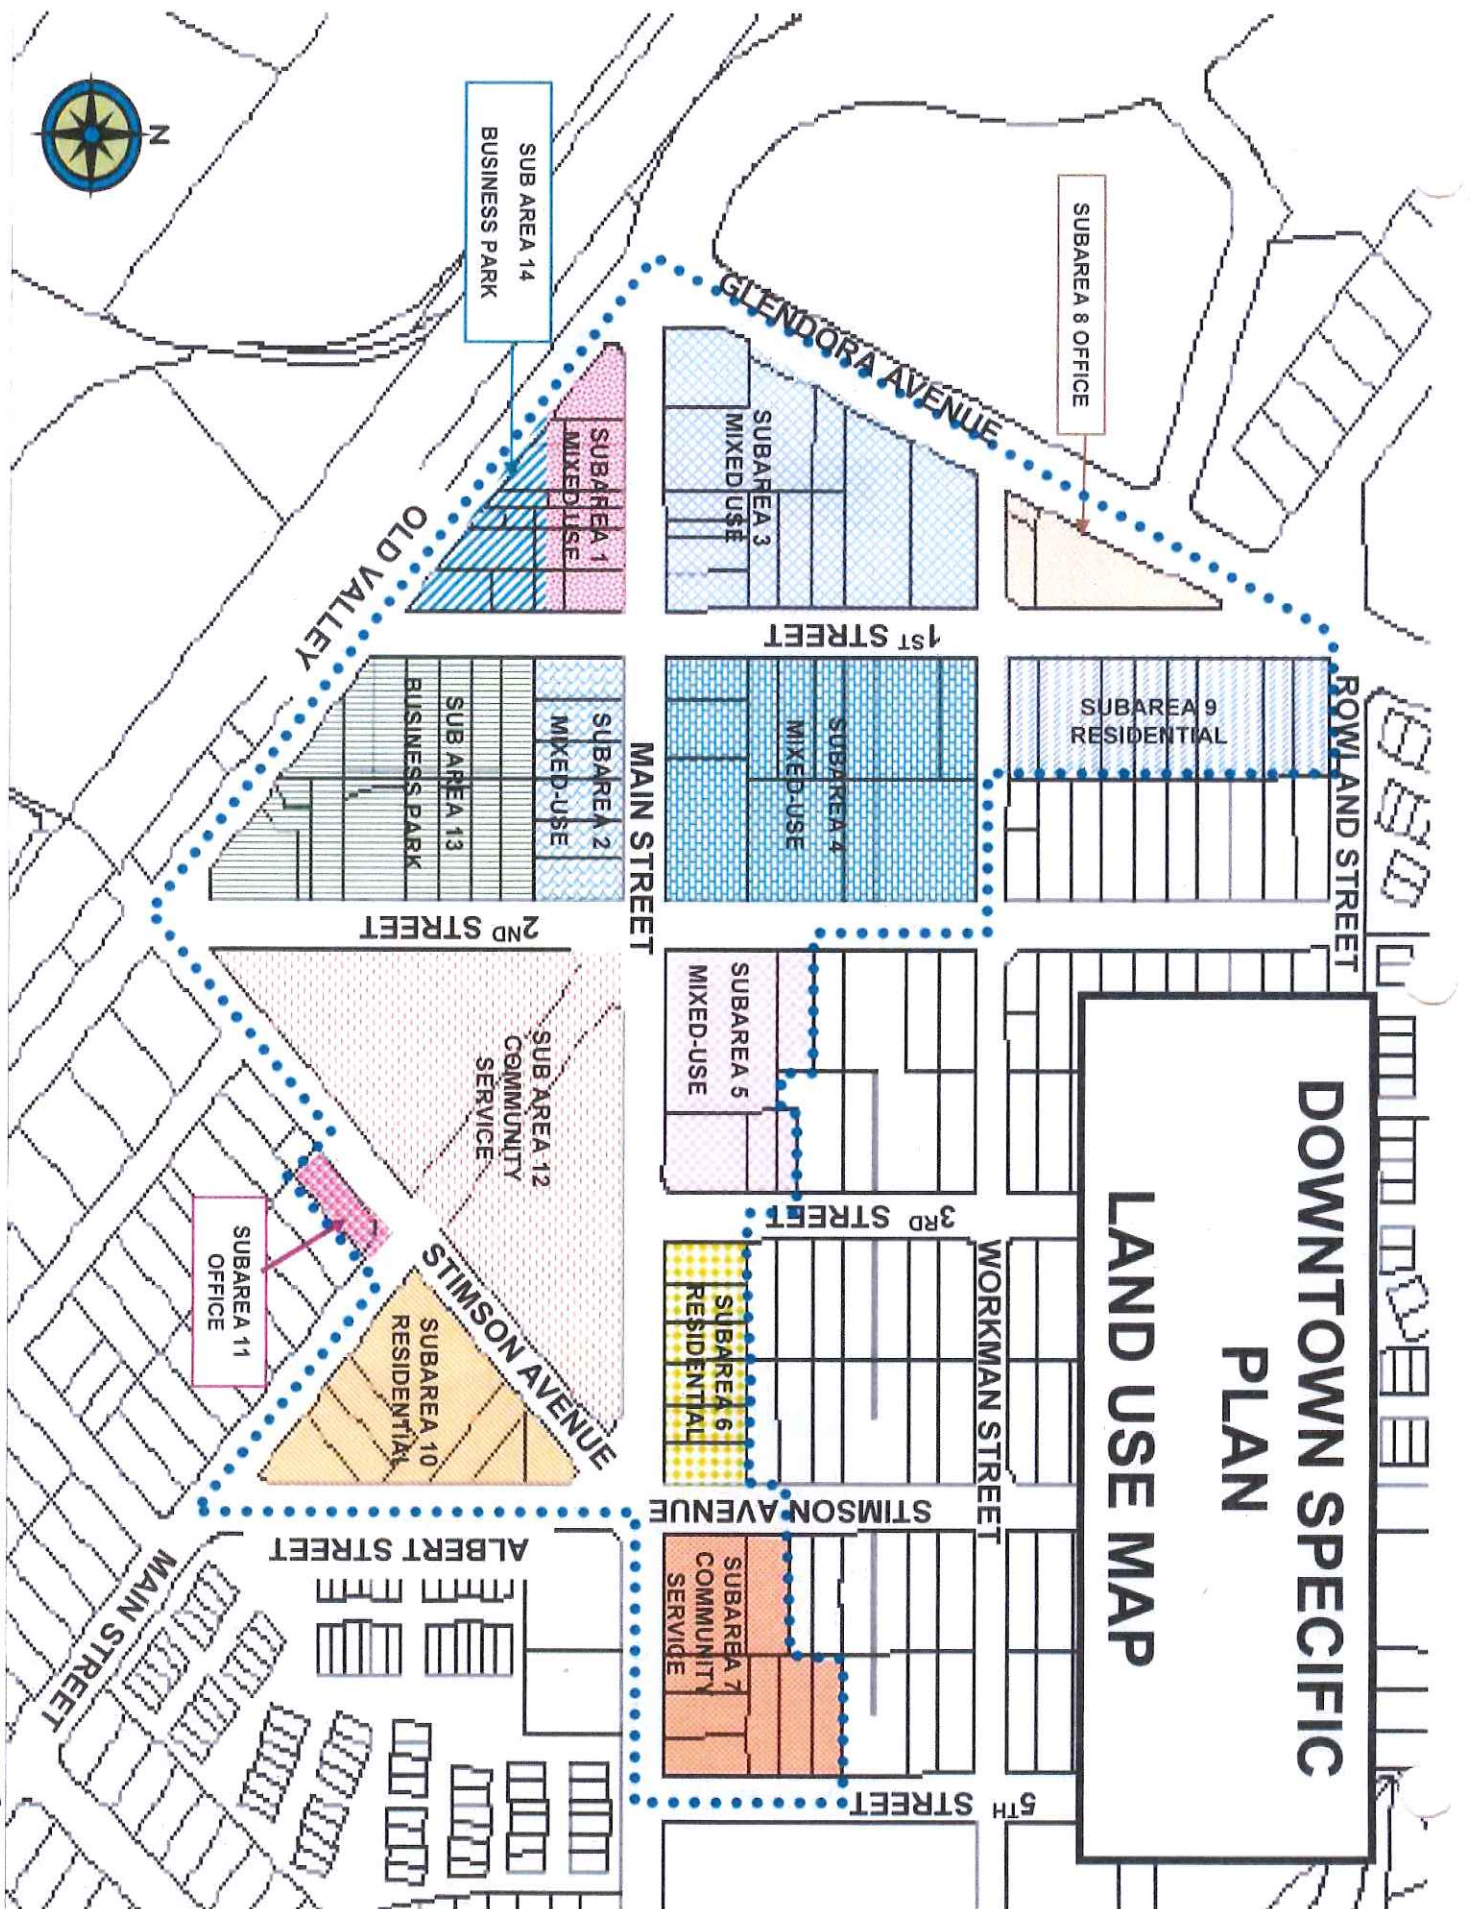 DOWNTOWN SPECIFIC
PLAN
LAND USE MAP
ROWLAND STREET
SUBAREA 8 OFFICE
GLENDORA AVENUE
SUBAREA 9
RESIDENTIAL
1ST STREET
SUBAREA 3
MIXED USE
SUBAREA 4
MIXED-USE
WORKMAN STREET
SUBAREA 5
MIXED-USE
3RD STREET
SUBAREA 6
RESIDENTIAL
STIMSON AVENUE
SUBAREA 7
COMMUNITY
SERVICE
5TH STREET
MAIN STREET
SUBAREA 1
MIXED USE
SUB AREA 14
BUSINESS PARK
SUBAREA 2
MIXED-USE
SUB AREA 13
BUSINESS PARK
2ND STREET
SUB AREA 12
COMMUNITY
SERVICE
STIMSON AVENUE
SUBAREA 10
RESIDENTIAL
ALBERT STREET
OLD VALLEY
SUBAREA 11
OFFICE
MAIN STREET
N